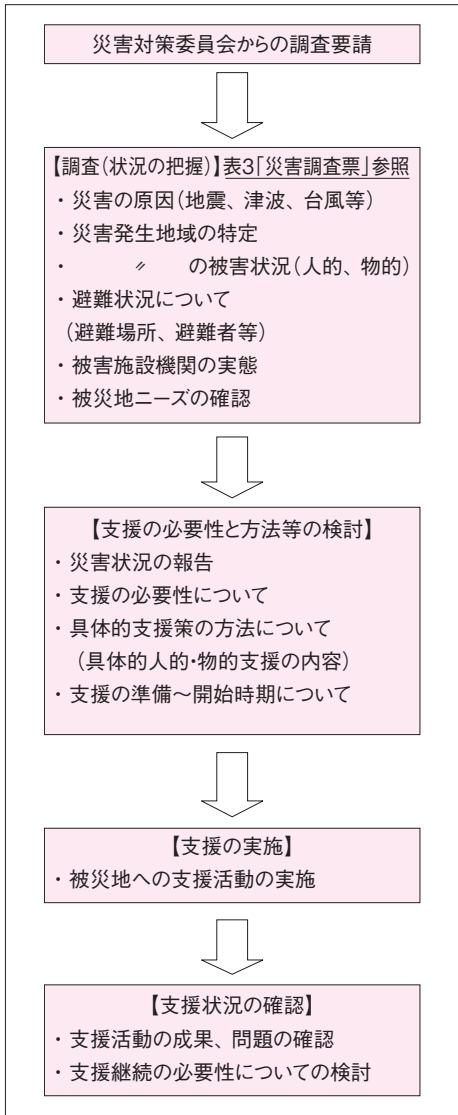 災害対策委員会からの調査要請
【調査(状況の把握)】表3「災害調査票」参照
・ 災害の原因(地震、津波、台風等)
・ 災害発生地域の特定
・ 〃 の被害状況(人的、物的)
・ 避難状況について
(避難場所、避難者等)
・ 被害施設機関の実態
・ 被災地ニーズの確認
【支援の必要性と方法等の検討】
・ 災害状況の報告
・ 支援の必要性について
・ 具体的支援策の方法について
(具体的人的・物的支援の内容)
・ 支援の準備～開始時期について
【支援の実施】
・ 被災地への支援活動の実施
【支援状況の確認】
・ 支援活動の成果、問題の確認
・ 支援継続の必要性についての検討